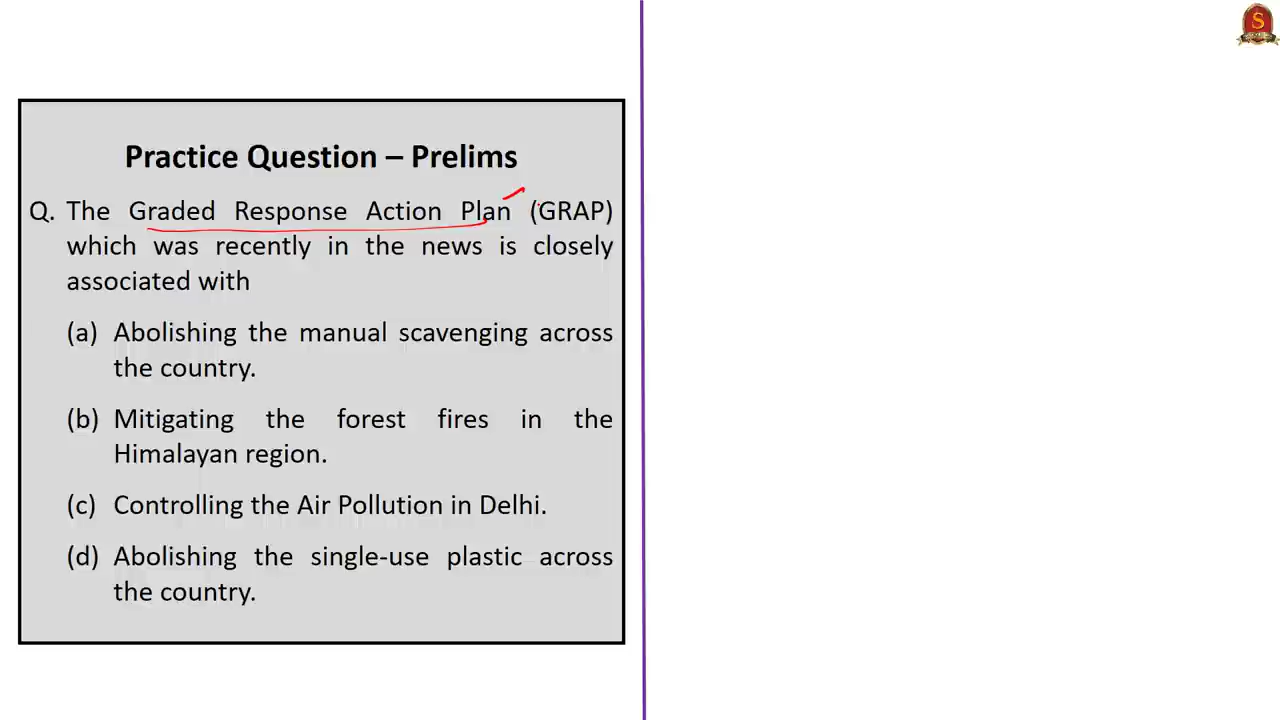 S
Practice Question – Prelims
Q. The Graded Response Action Plan (GRAP)
which was recently in the news is closely
associated with
(a) Abolishing the manual scavenging across
the country.
(b) Mitigating the forest fires in the
Himalayan region.
(c) Controlling the Air Pollution in Delhi.
(d) Abolishing the single-use plastic across
the country.